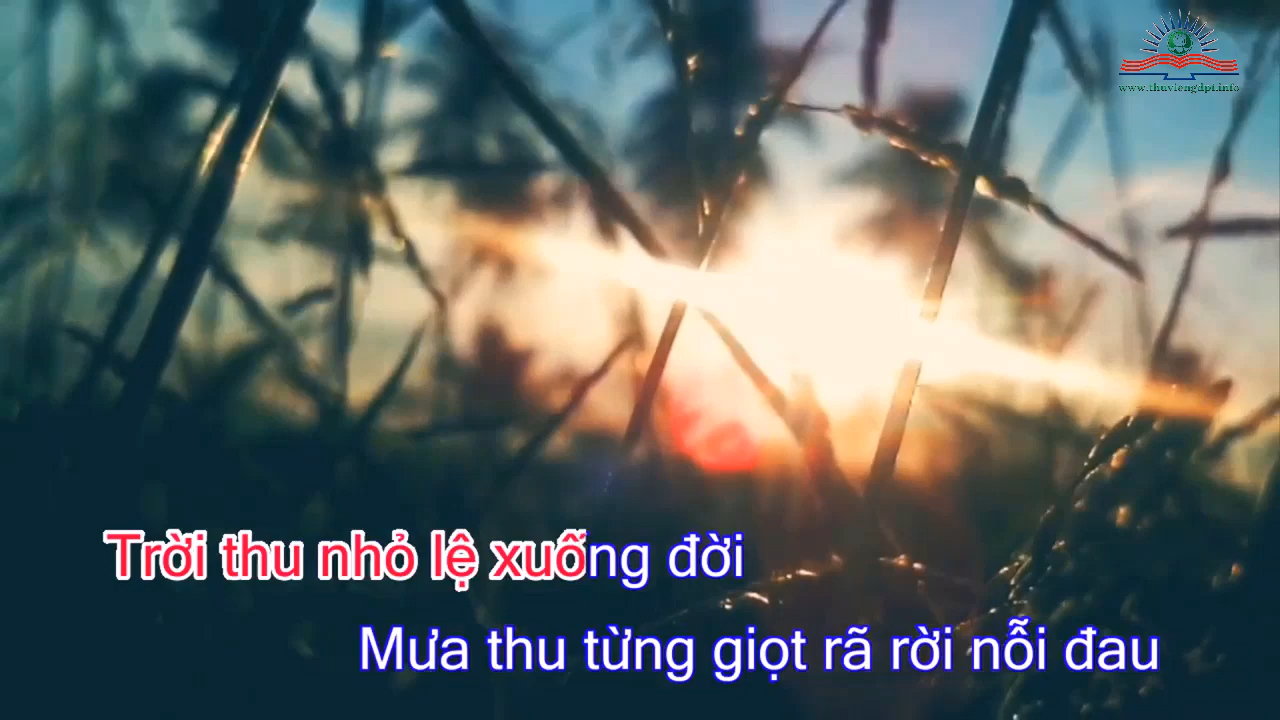 www.thuviengdpt.info
Trời thu nhỏ lệ xuống đời
Mưa thu từng giọt rã rời nỗi đau